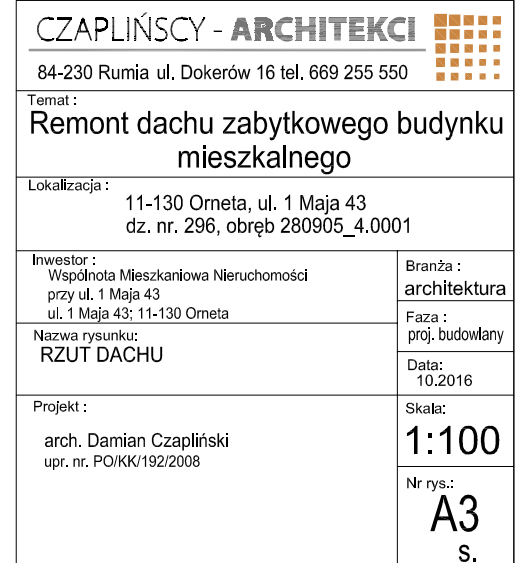 CZAPLIŃSCY - ARCHITEKCI
84-230 Rumia ul. Dokerów 16 tel. 669 255 550
Temat :
Remont dachu zabytkowego budynku
mieszkalnego
Lokalizacja :
11-130 Orneta, ul. 1 Maja 43
dz. nr. 296, obręb 280905_4.0001
Inwestor :
Wspólnota Mieszkaniowa Nieruchomości
przy ul. 1 Maja 43
ul. 1 Maja 43; 11-130 Orneta
Branża :
architektura
Faza :
proj. budowlany
Nazwa rysunku:
RZUT DACHU
Data:
10.2016
Projekt :
arch. Damian Czapliński
upr. nr. PO/KK/192/2008
Skala:
1:100
Nr rys.:
A3
s.